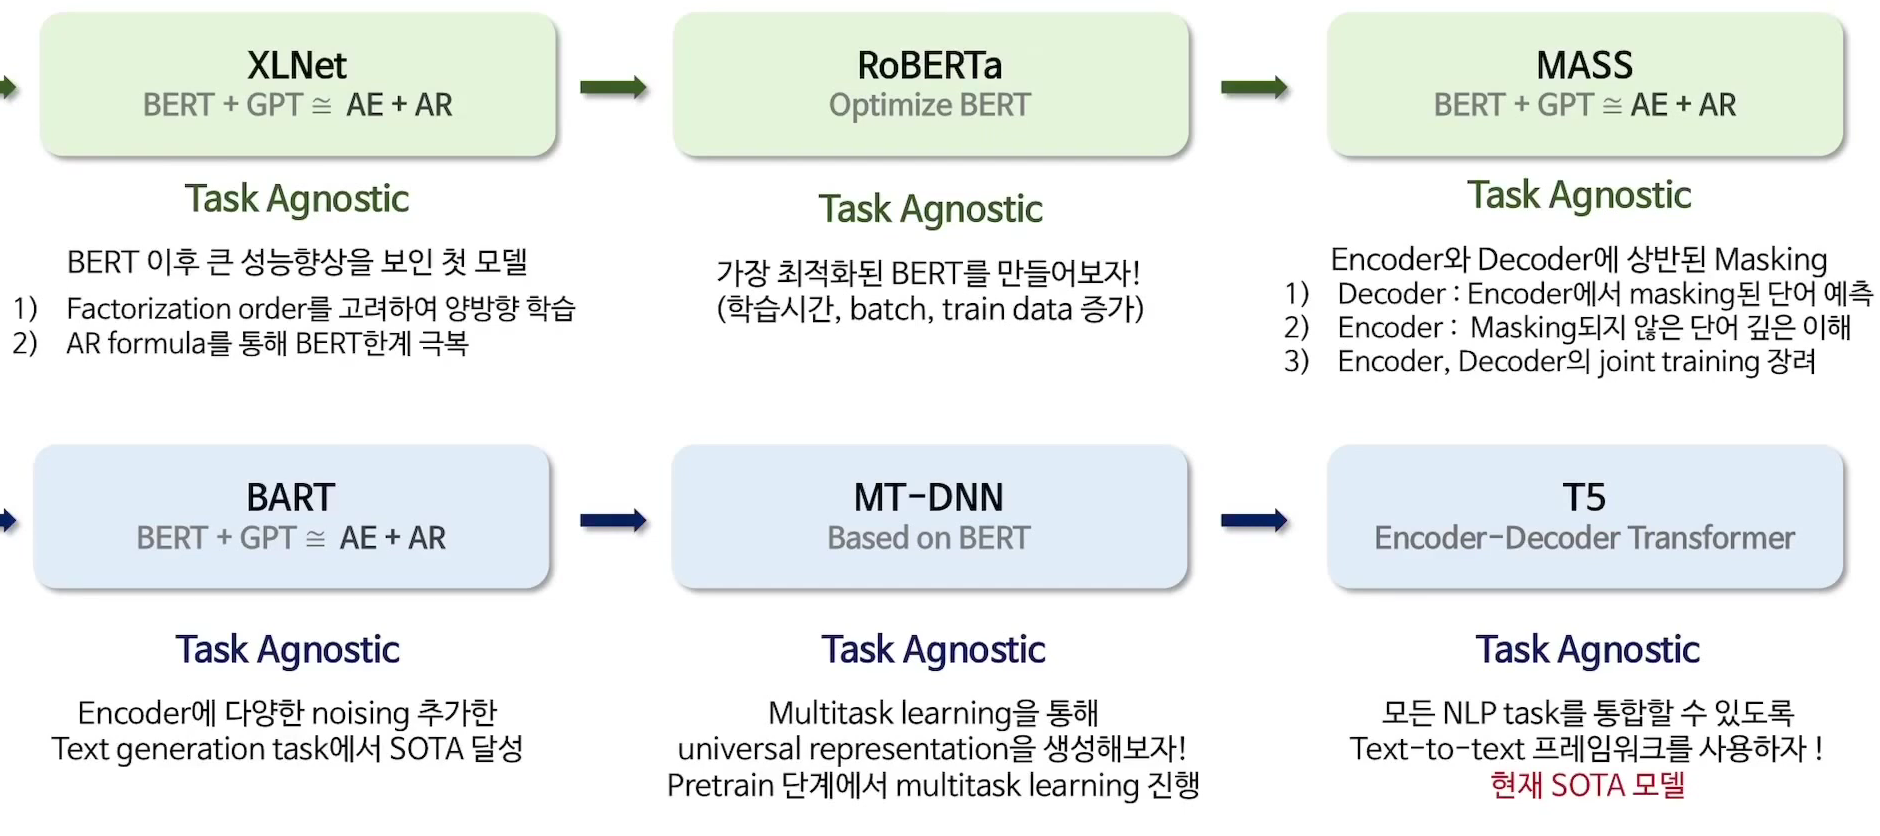 XLNet
BERT + GPT ≅ AE + AR
Task Agnostic
BERT 이후 큰 성능향상을 보인 첫 모델
1) Factorization order를 고려하여 양방향 학습
2) AR formula를 통해 BERT한계 극복
RoBERTa
Optimize BERT
Task Agnostic
가장 최적화된 BERT를 만들어보자!
(학습시간, batch, train data 증가)
MASS
BERT + GPT ≅ AE + AR
Task Agnostic
Encoder와 Decoder에 상반된 Masking
1) Decoder : Encoder에서 masking된 단어 예측
2) Encoder : Masking되지 않은 단어 깊은 이해
3) Encoder, Decoder의 joint training 장려
BART
BERT + GPT ≅ AE + AR
Task Agnostic
Encoder에 다양한 noising 추가한
Text generation task에서 SOTA 달성
MT-DNN
Based on BERT
Task Agnostic
Multitask learning을 통해
universal representation을 생성해보자!
Pretrain 단계에서 multitask learning 진행
T5
Encoder-Decoder Transformer
Task Agnostic
모든 NLP task를 통합할 수 있도록
Text-to-text 프레임워크를 사용하자 !
현재 SOTA 모델